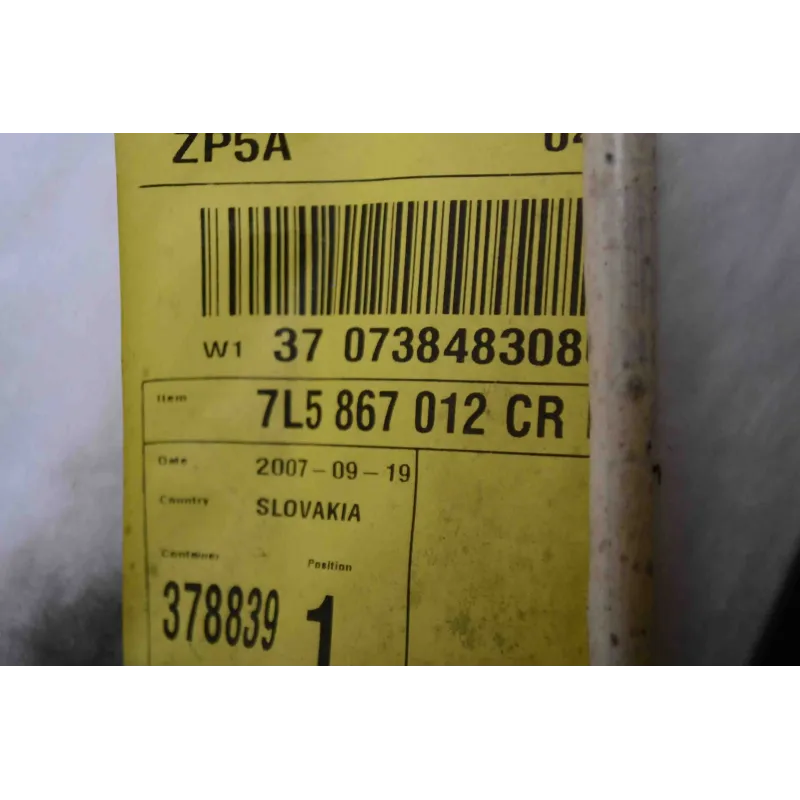 ZP5A 04
W1 37 073848308
Item 7L5 867 012 CR
Date 2007-09-19
Country SLOVAKIA
Container Position
378839 1